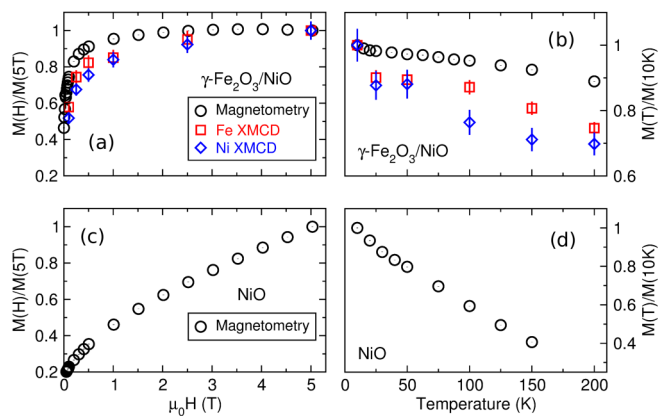 M(H)/M(5T)
1
0.8
0.6
0.4
0.2
γ-Fe₂O₃/NiO
Magnetometry
Fe XMCD
Ni XMCD
(a)
(b)
γ-Fe₂O₃/NiO
1
0.9
0.8
0.7
0.6
M(T)/M(10K)
M(H)/M(5T)
1
0.8
0.6
0.4
0.2
(c)
NiO
Magnetometry
0 1 2 3 4 5
μ₀H (T)
(d)
NiO
1
0.8
0.6
0.4
M(T)/M(10K)
0 50 100 150 200
Temperature (K)